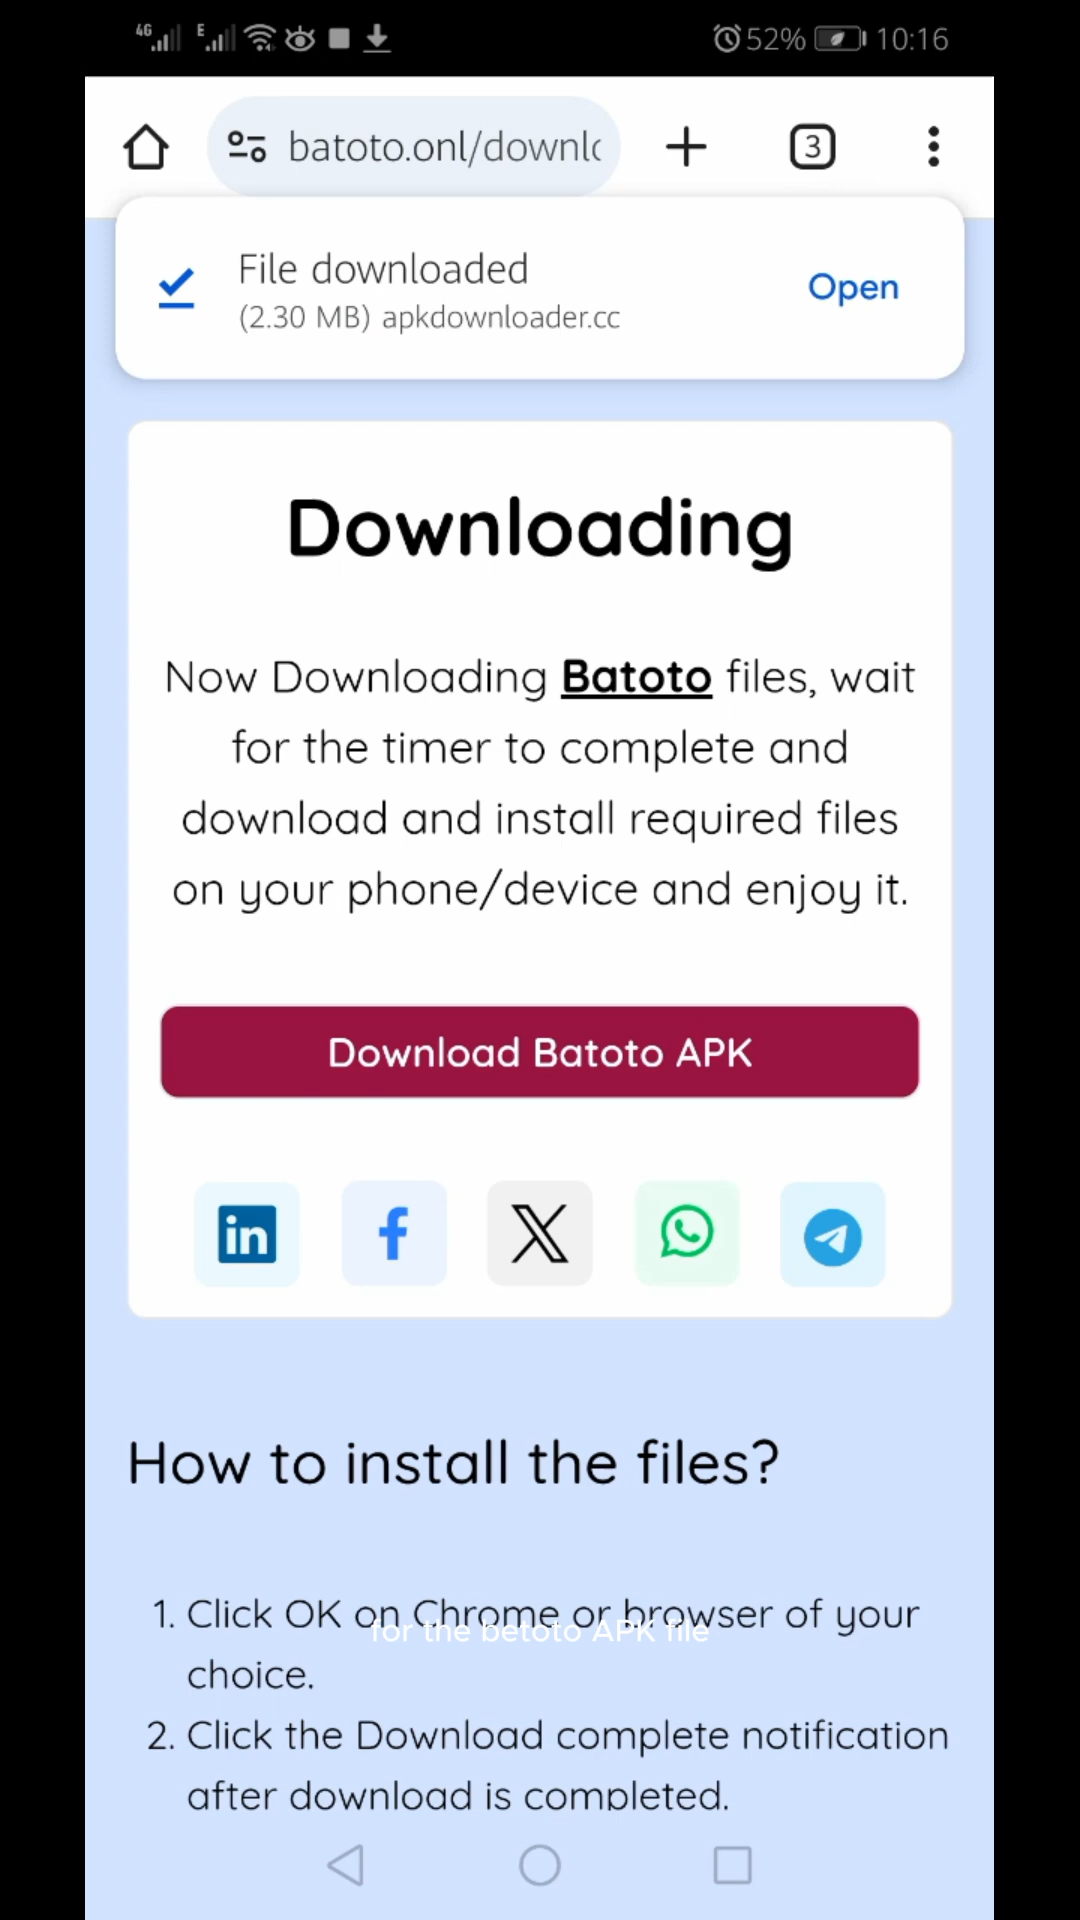 4G E 52% 10:16
batoto.onl/downlo
3
File downloaded
(2.30 MB) apkdownloader.cc
Open
Downloading
Now Downloading Batoto files, wait
for the timer to complete and
download and install required files
on your phone/device and enjoy it.
Download Batoto APK
in f X
How to install the files?
1. Click OK on Chrome or browser of your
for the betoto APK file
choice.
2. Click the Download complete notification
after download is completed.